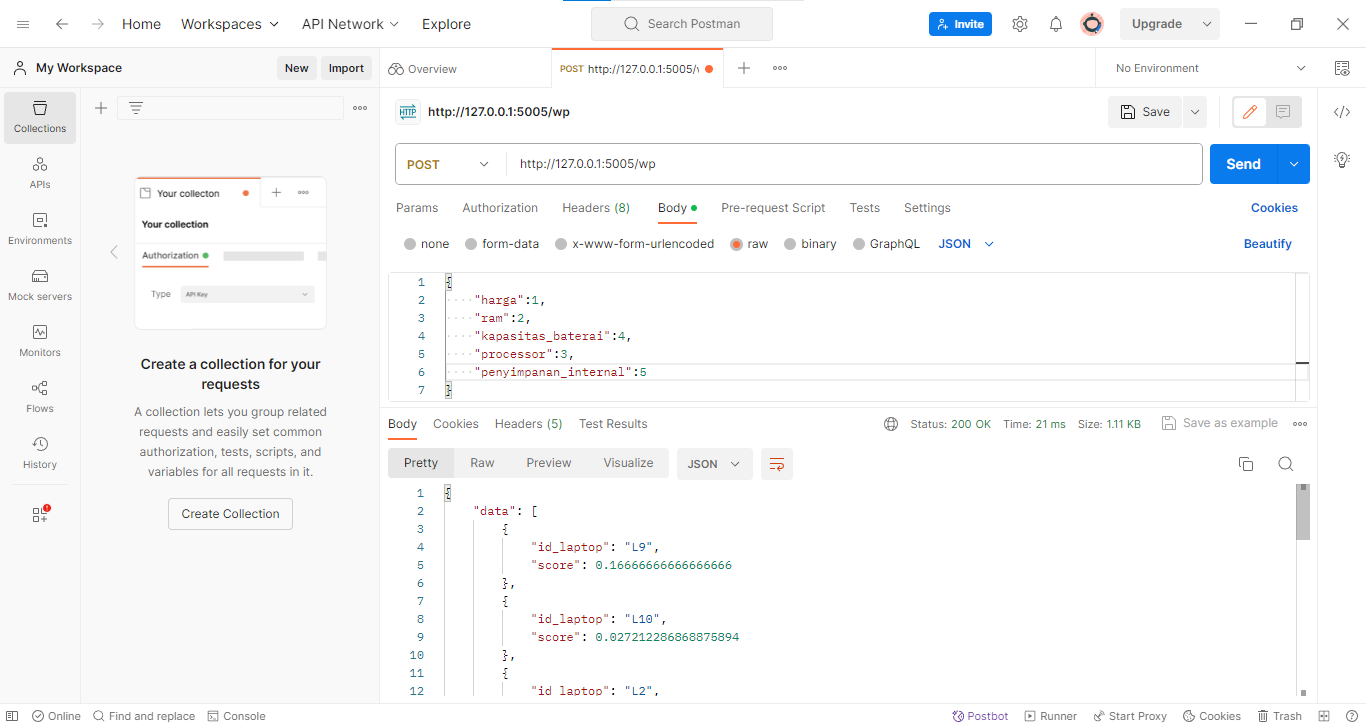 Home Workspaces API Network Explore Search Postman Invite Upgrade
My Workspace New Import Overview POST http://127.0.0.1:5005/ No Environment
Collections
APIs
Environments
Mock servers
Monitors
Flows
History
Your collecton
Your collection
Authorization
Type API Key
Create a collection for your
requests
A collection lets you group related
requests and easily set common
authorization, tests, scripts, and
variables for all requests in it.
Create Collection
HTTP http://127.0.0.1:5005/wp Save
POST http://127.0.0.1:5005/wp Send
Params Authorization Headers (8) Body Pre-request Script Tests Settings Cookies
none form-data x-www-form-urlencoded raw binary GraphQL JSON Beautify
1 {
2 "harga":1,
3 "ram":2,
4 "kapasitas_baterai":4,
5 "processor":3,
6 "penyimpanan_internal":5
7 }
Body Cookies Headers (5) Test Results Status: 200 OK Time: 21 ms Size: 1.11 KB Save as example
Pretty Raw Preview Visualize JSON
1 {
2 "data": [
3 {
4 "id_laptop": "L9",
5 "score": 0.16666666666666666
6 },
7 {
8 "id_laptop": "L10",
9 "score": 0.027212286868875894
10 },
11 {
12 "id_laptop": "L2",
Online Find and replace Console Postbot Runner Start Proxy Cookies Trash